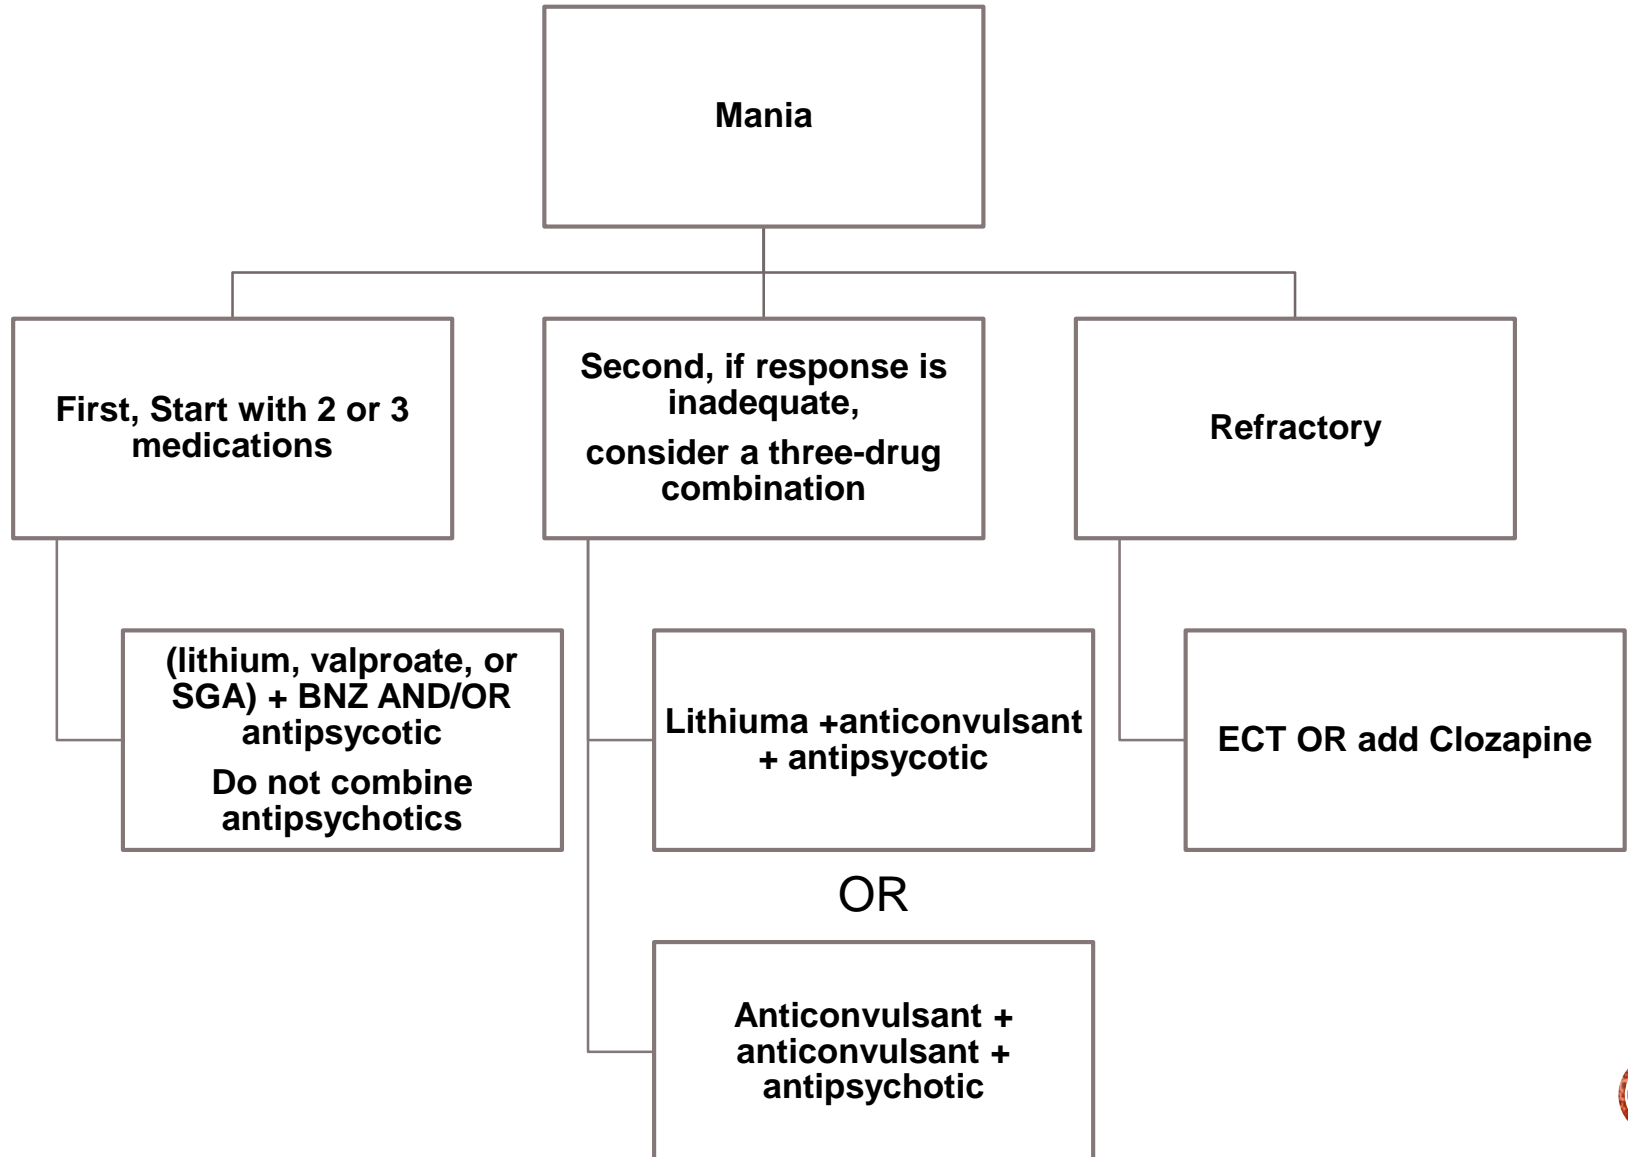 Mania
First, Start with 2 or 3
medications
Second, if response is
inadequate,
consider a three-drug
combination
Refractory
(lithium, valproate, or
SGA) + BNZ AND/OR
antipsycotic
Do not combine
antipsychotics
Lithiuma +anticonvulsant
+ antipsycotic
ECT OR add Clozapine
OR
Anticonvulsant +
anticonvulsant +
antipsychotic